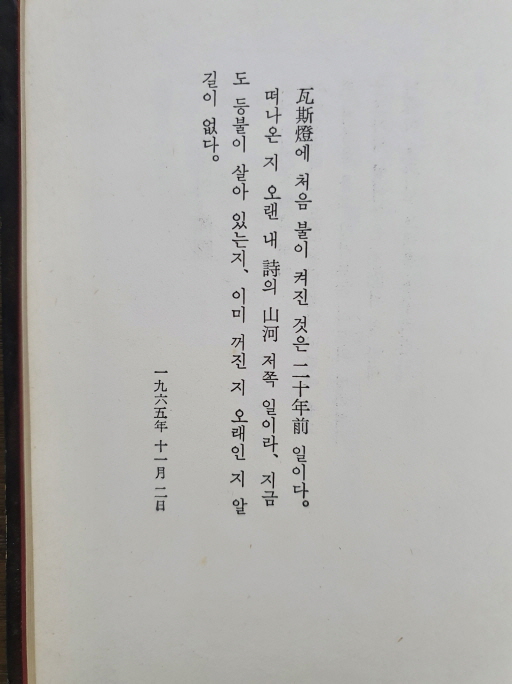 瓦斯燈에 처음 불이 켜진 것은 二十年前 일이다。
떠나온 지 오랜 내 詩의 山河 저쪽 일이라、지금
도 등불이 살아 있는지、이미 꺼진 지 오래인 지 알
길이 없다。
一九六五年 十一月 二日